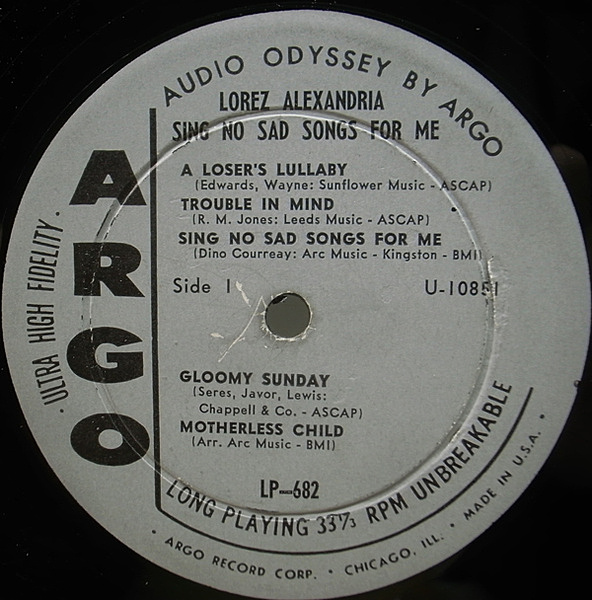 AUDIO ODYSSEY BY ARGO
LOREZ ALEXANDRIA
SING NO SAD SONGS FOR ME
ARGO
· ULTRA HIGH FIDELITY ·
A LOSER'S LULLABY
(Edwards, Wayne: Sunflower Music - ASCAP)
TROUBLE IN MIND
(R. M. Jones: Leeds Music - ASCAP)
SING NO SAD SONGS FOR ME
(Dino Courreay: Arc Music - Kingston - BMI)
Side 1
U-10851
GLOOMY SUNDAY
(Seres, Javor, Lewis:
Chappell & Co. - ASCAP)
MOTHERLESS CHILD
(Arr. Arc Music - BMI)
LP-682
LONG PLAYING 33⅓ RPM UNBREAKABLE
· ARGO RECORD CORP. · CHICAGO, ILL. · MADE IN U.S.A. ·